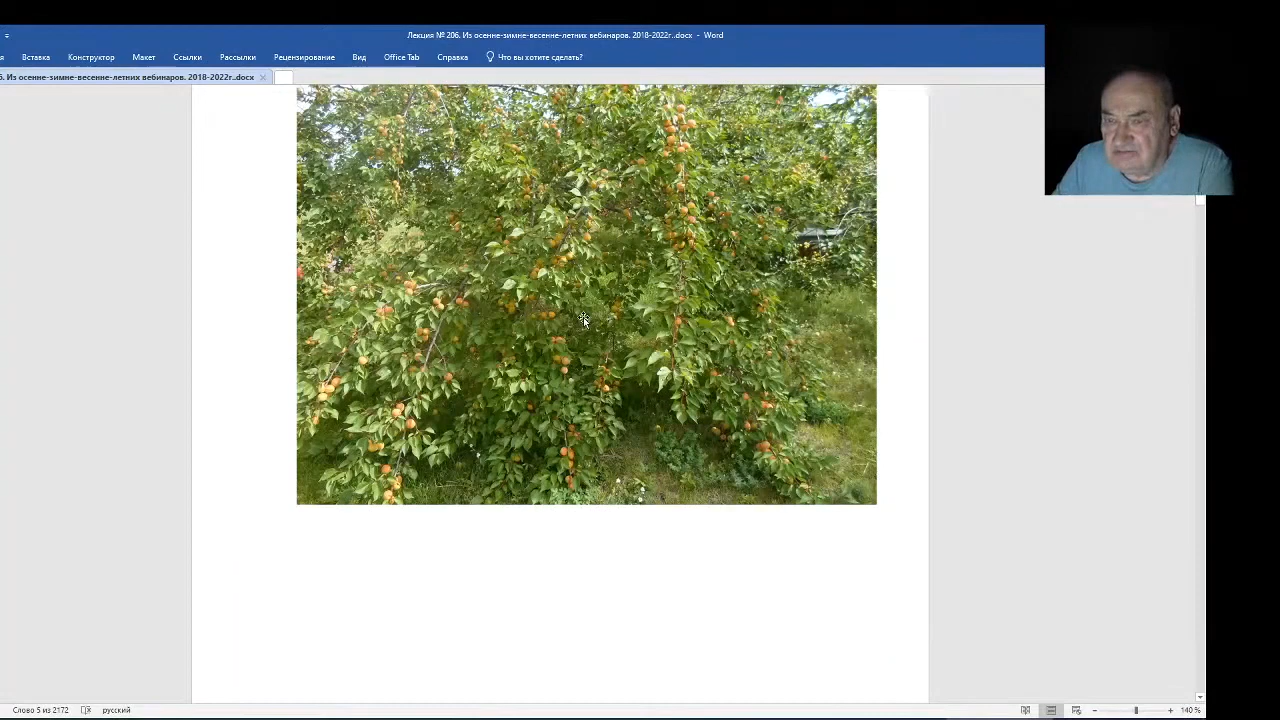 Лекция № 206. Из осенне-зимне-весенне-летних вебинаров. 2018-2022г..docx - Word
Вставка Конструктор Макет Ссылки Рассылки Рецензирование Вид Office Tab Справка Что вы хотите сделать?
6. Из осенне-зимне-весенне-летних вебинаров. 2018-2022г..docx
Слово 5 из 2172 русский 140 %